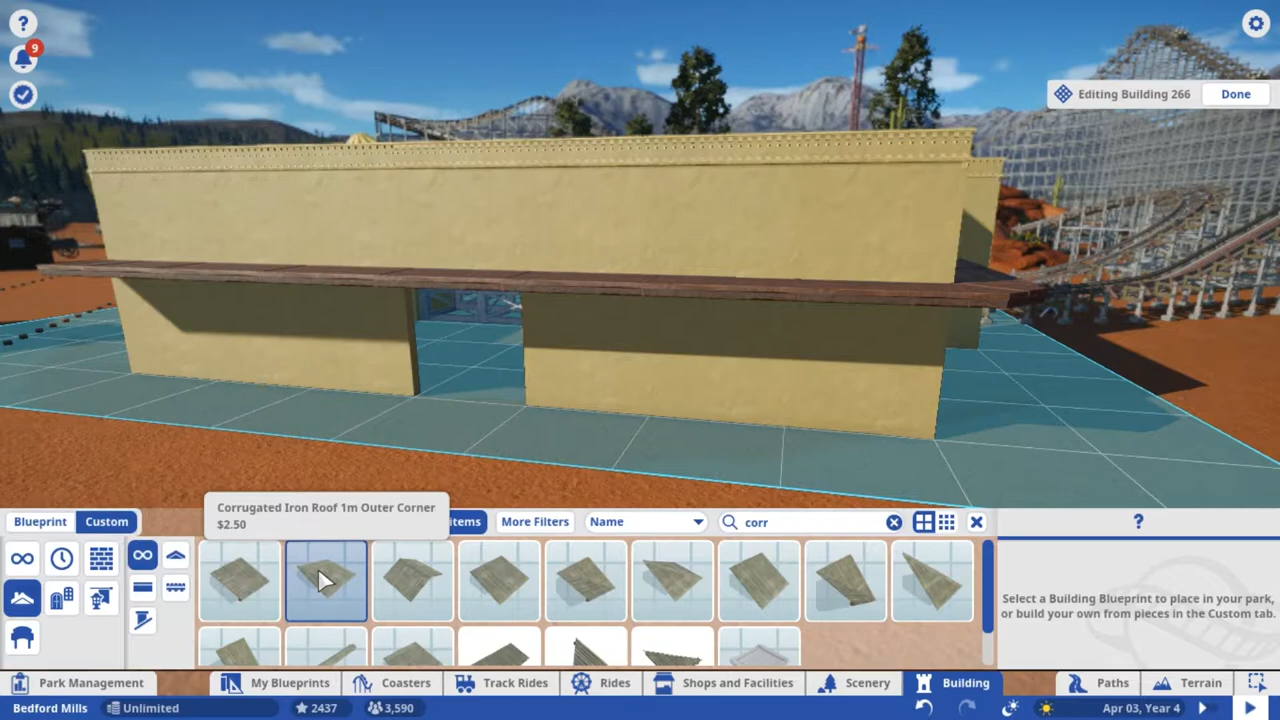 ?
9
Editing Building 266
Done
Corrugated Iron Roof 1m Outer Corner
$2.50
Blueprint
Custom
items
More Filters
Name
corr
?
Select a Building Blueprint to place in your park,
or build your own from pieces in the Custom tab.
Park Management
My Blueprints
Coasters
Track Rides
Rides
Shops and Facilities
Scenery
Building
Paths
Terrain
Bedford Mills
Unlimited
2437
3,590
Apr 03, Year 4